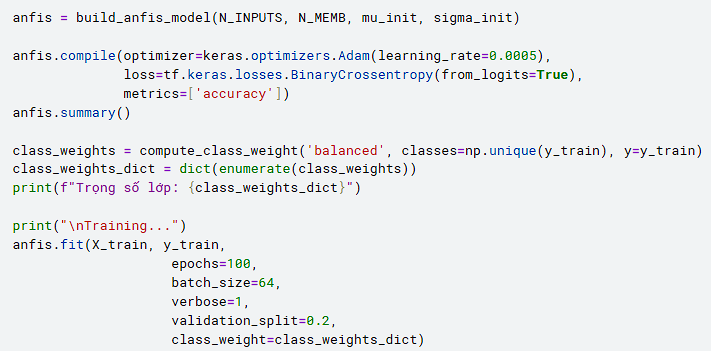 anfis = build_anfis_model(N_INPUTS, N_MEMB, mu_init, sigma_init)
anfis.compile(optimizer=keras.optimizers.Adam(learning_rate=0.0005),
loss=tf.keras.losses.BinaryCrossentropy(from_logits=True),
metrics=['accuracy'])
anfis.summary()
class_weights = compute_class_weight('balanced', classes=np.unique(y_train), y=y_train)
class_weights_dict = dict(enumerate(class_weights))
print(f"Trọng số lớp: {class_weights_dict}")
print("\nTraining...")
anfis.fit(X_train, y_train,
epochs=100,
batch_size=64,
verbose=1,
validation_split=0.2,
class_weight=class_weights_dict)